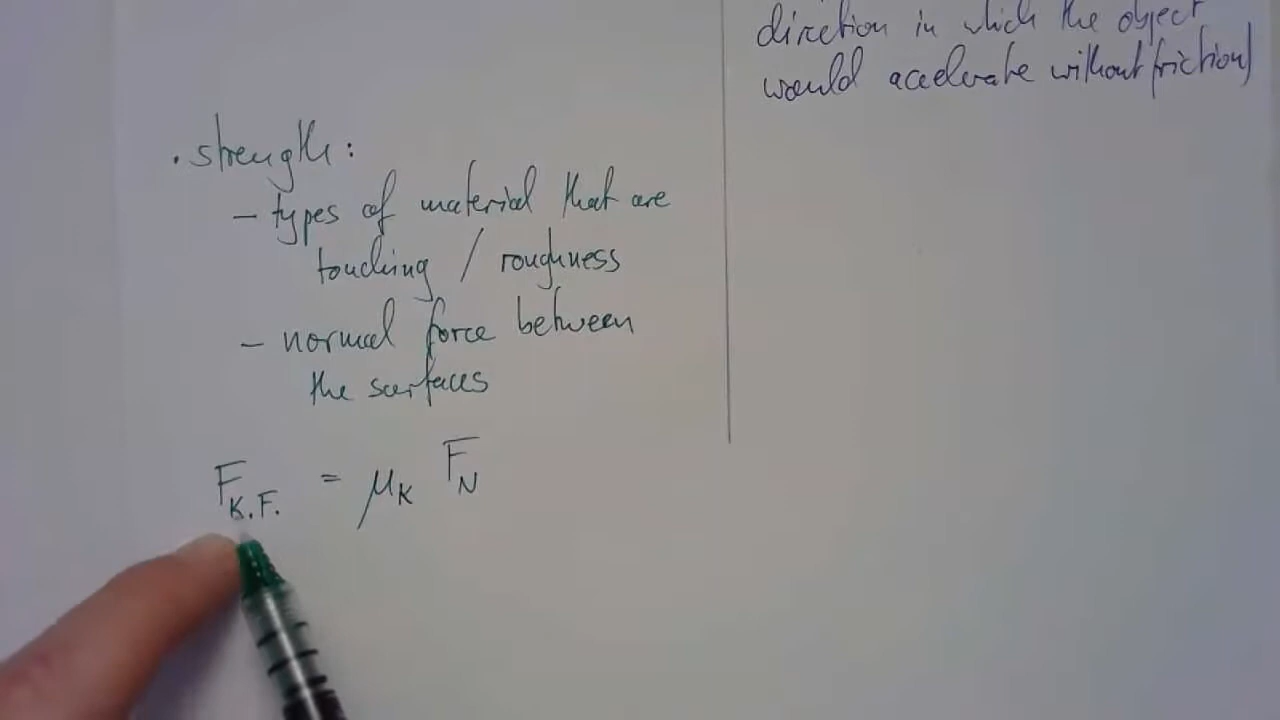 direction in which the object
would acelerate without friction)
. strength:
- types of material that are
touching / roughness
- normal force between
the surfaces
F_K.F. = μ_K F_N